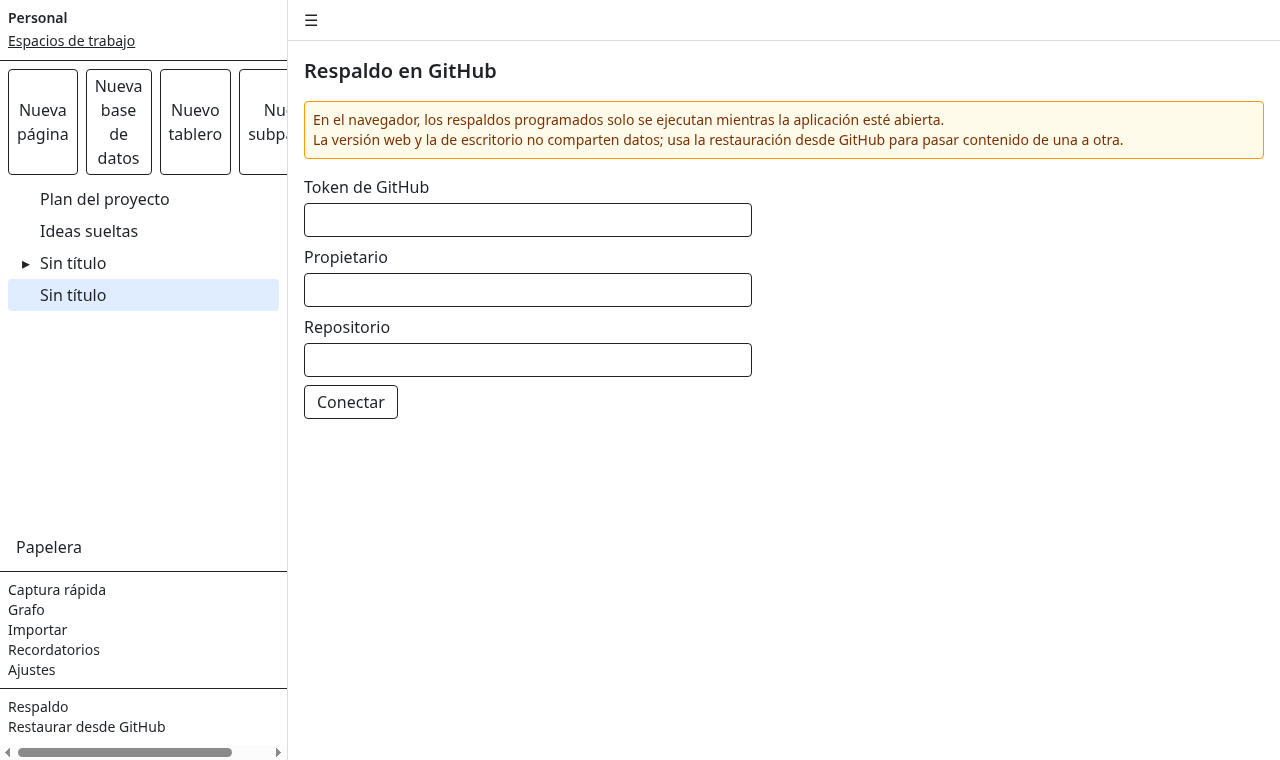 Personal
Espacios de trabajo
Nueva
página
Nueva
base
de
datos
Nuevo
tablero
Plan del proyecto
Ideas sueltas
Sin título
Sin título
Papelera
Captura rápida
Grafo
Importar
Recordatorios
Ajustes
Respaldo
Restaurar desde GitHub
☰
Respaldo en GitHub
En el navegador, los respaldos programados solo se ejecutan mientras la aplicación esté abierta.
La versión web y la de escritorio no comparten datos; usa la restauración desde GitHub para pasar contenido de una a otra.
Token de GitHub
Propietario
Repositorio
Conectar